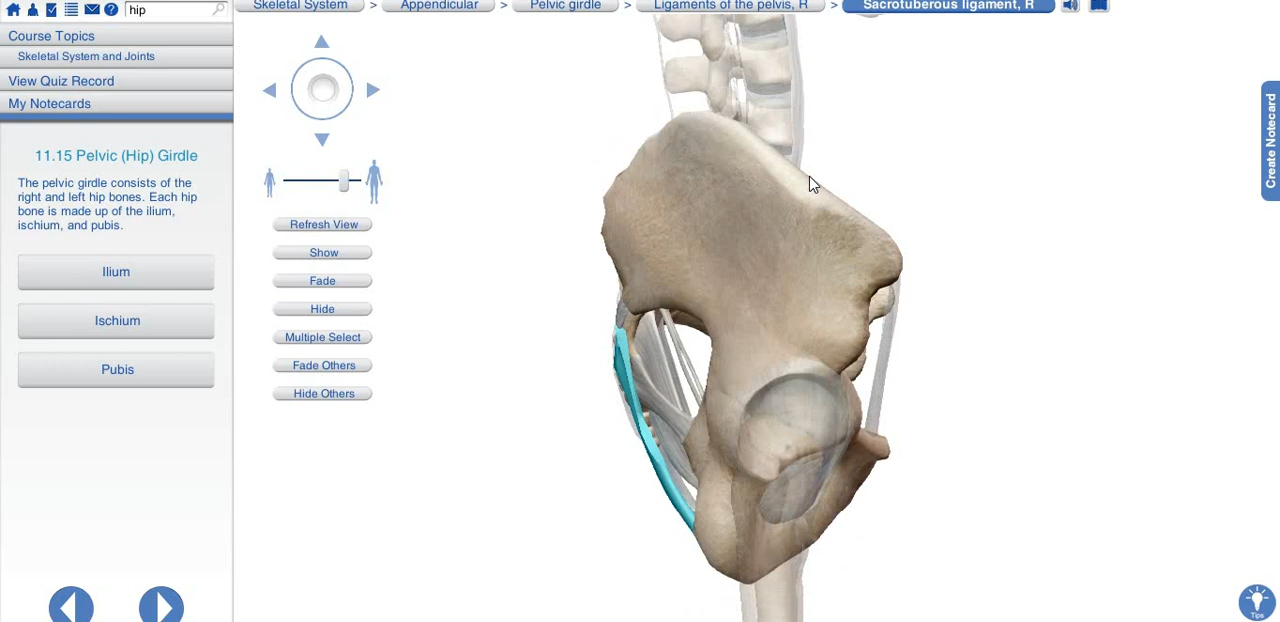 hip
Skeletal System > Appendicular > Pelvic girdle > Ligaments of the pelvis, R > Sacrotuberous ligament, R
Course Topics
Skeletal System and Joints
View Quiz Record
My Notecards
11.15 Pelvic (Hip) Girdle
The pelvic girdle consists of the
right and left hip bones. Each hip
bone is made up of the ilium,
ischium, and pubis.
Ilium
Ischium
Pubis
Refresh View
Show
Fade
Hide
Multiple Select
Fade Others
Hide Others
Create Notecard
Tips